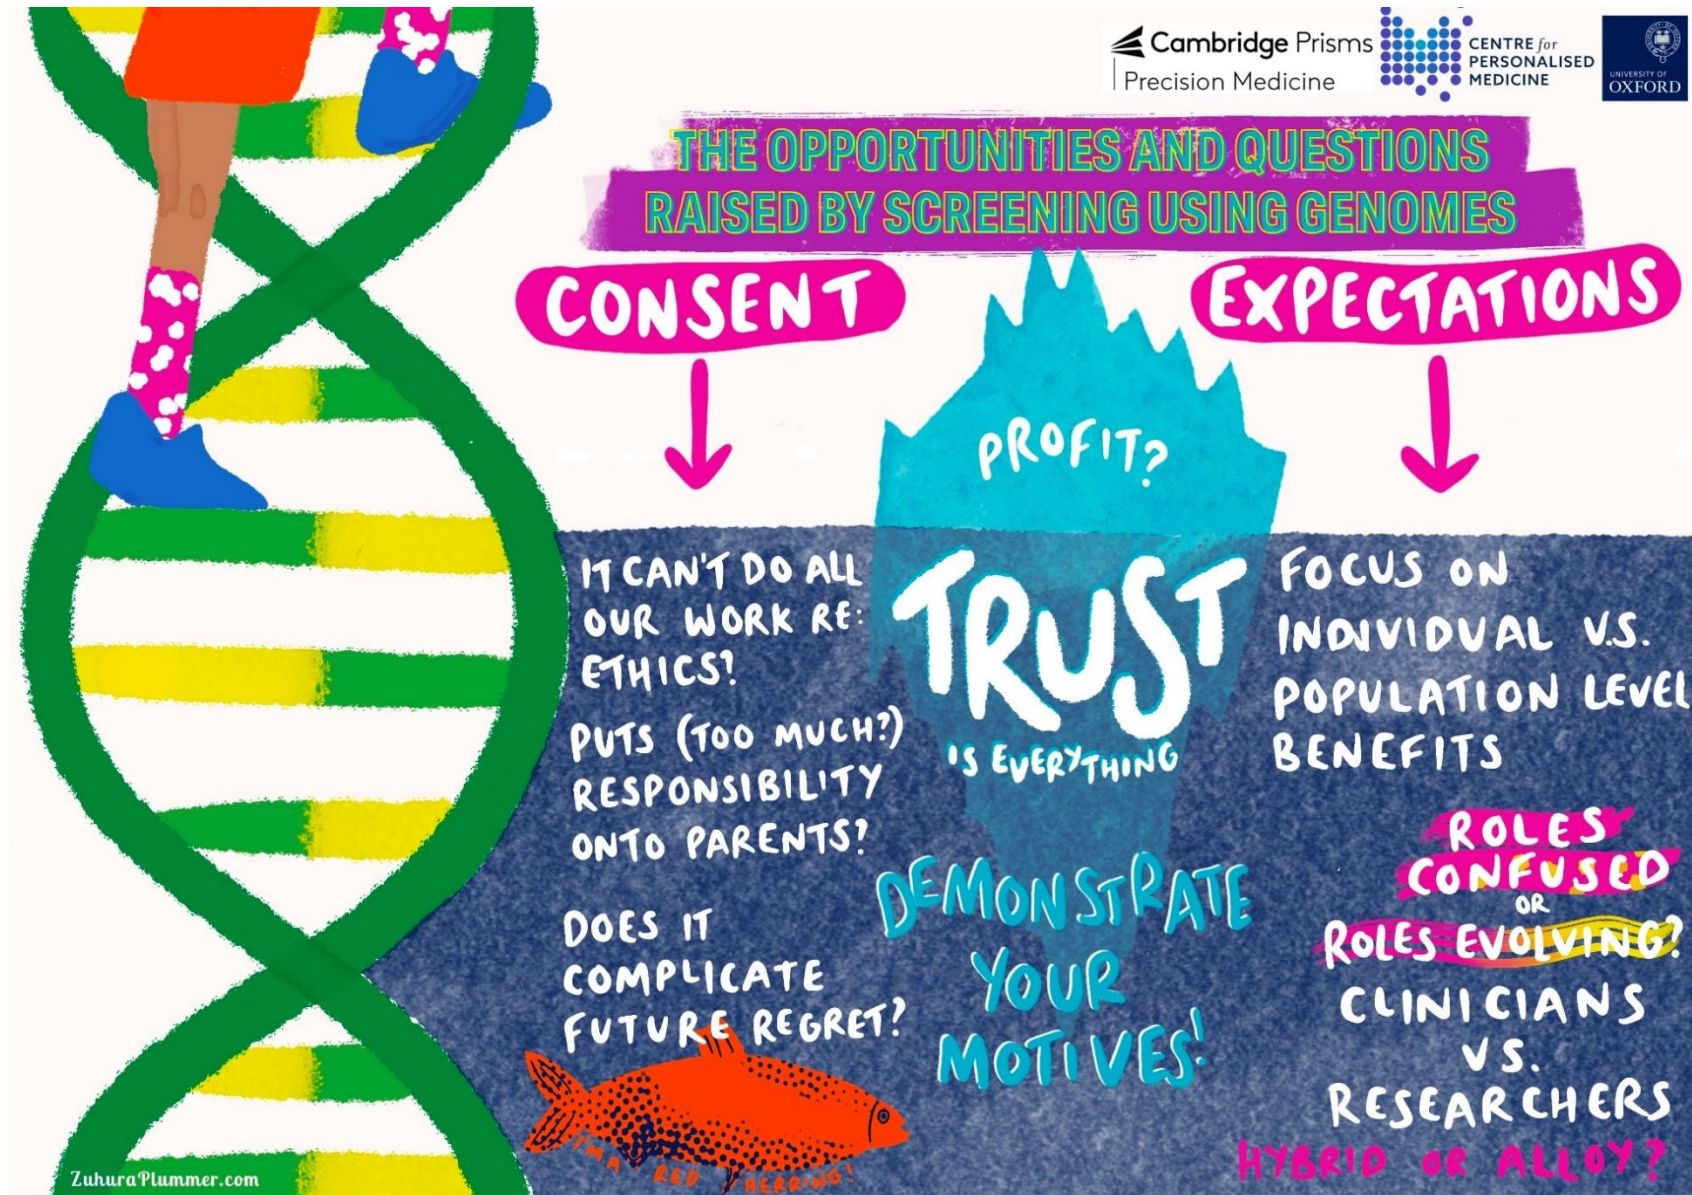 Cambridge Prisms
Precision Medicine
CENTRE for
PERSONALISED
MEDICINE
UNIVERSITY OF
OXFORD
THE OPPORTUNITIES AND QUESTIONS
RAISED BY SCREENING USING GENOMES
CONSENT
IT CAN'T DO ALL
OUR WORK RE:
ETHICS?
PUTS (TOO MUCH?)
RESPONSIBILITY
ONTO PARENTS?
DOES IT
COMPLICATE
FUTURE REGRET?
I'M A RED HERRING!
PROFIT?
TRUST
IS EVERYTHING
DEMONSTRATE
YOUR
MOTIVES!
EXPECTATIONS
FOCUS ON
INDIVIDUAL V.S.
POPULATION LEVEL
BENEFITS
ROLES
CONFUSED
OR
ROLES EVOLVING?
CLINICIANS
VS.
RESEARCHERS
HYBRID OR ALLOY?
ZuhuraPlummer.com